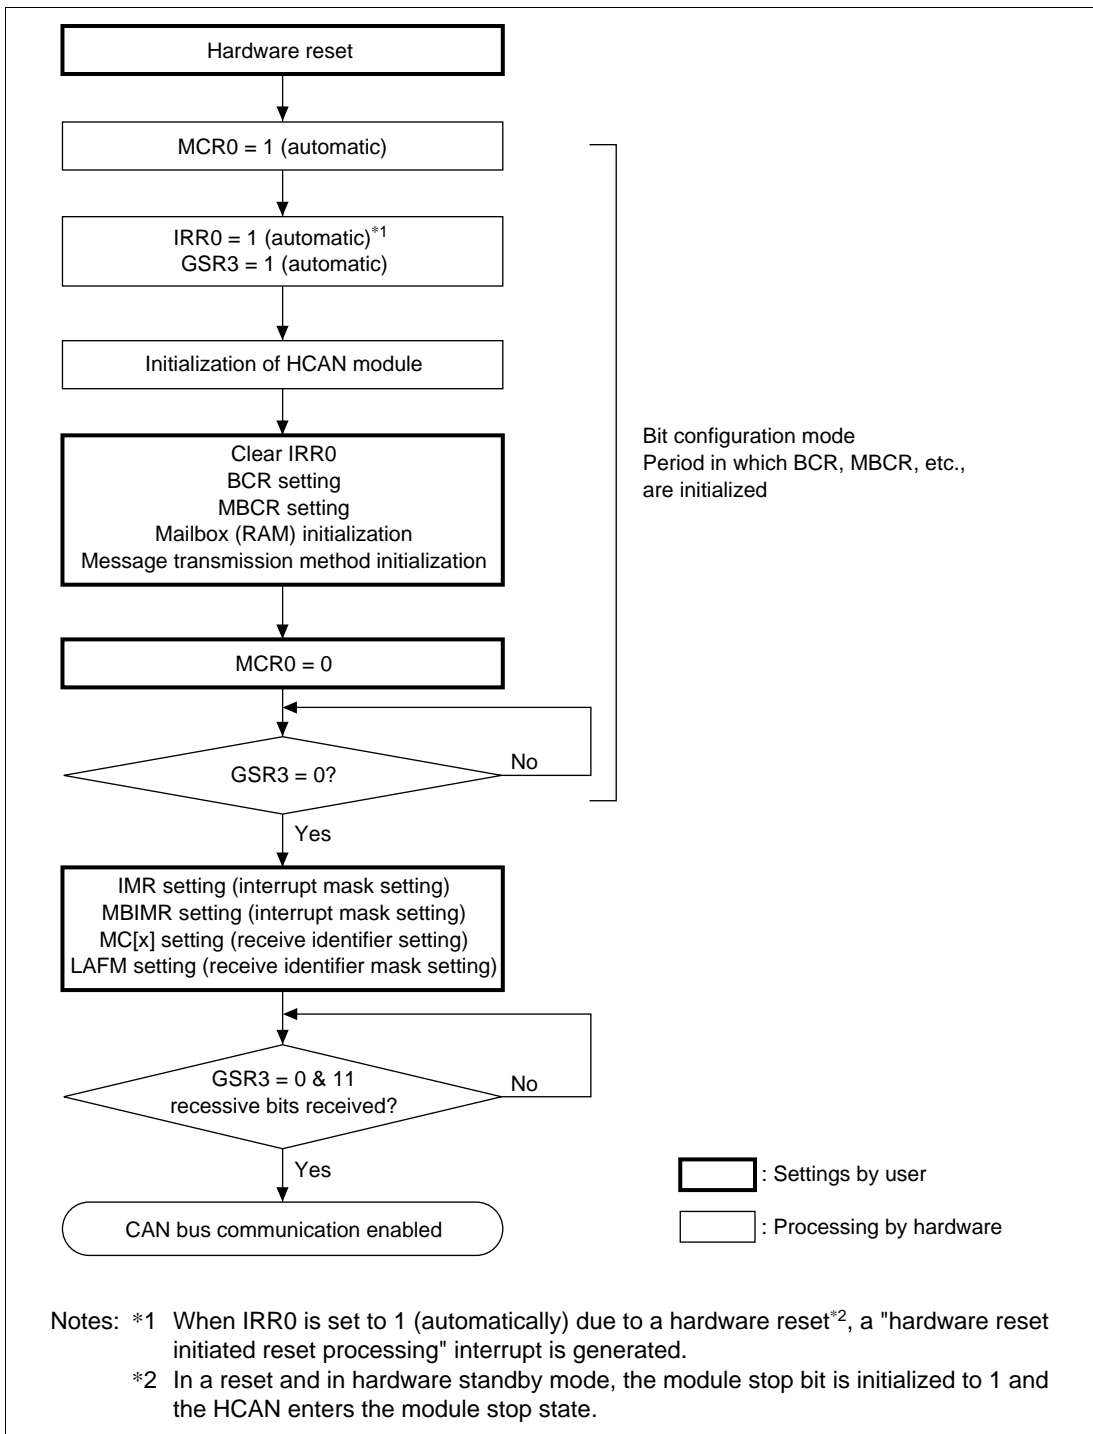 Hardware reset
MCR0 = 1 (automatic)
IRR0 = 1 (automatic)*1
GSR3 = 1 (automatic)
Initialization of HCAN module
Clear IRR0
BCR setting
MBCR setting
Mailbox (RAM) initialization
Message transmission method initialization
Bit configuration mode
Period in which BCR, MBCR, etc.,
are initialized
MCR0 = 0
GSR3 = 0?
No
Yes
IMR setting (interrupt mask setting)
MBIMR setting (interrupt mask setting)
MC[x] setting (receive identifier setting)
LAFM setting (receive identifier mask setting)
GSR3 = 0 & 11
recessive bits received?
No
Yes
CAN bus communication enabled
: Settings by user
: Processing by hardware
Notes: *1 When IRR0 is set to 1 (automatically) due to a hardware reset*2, a "hardware reset
initiated reset processing" interrupt is generated.
*2 In a reset and in hardware standby mode, the module stop bit is initialized to 1 and
the HCAN enters the module stop state.